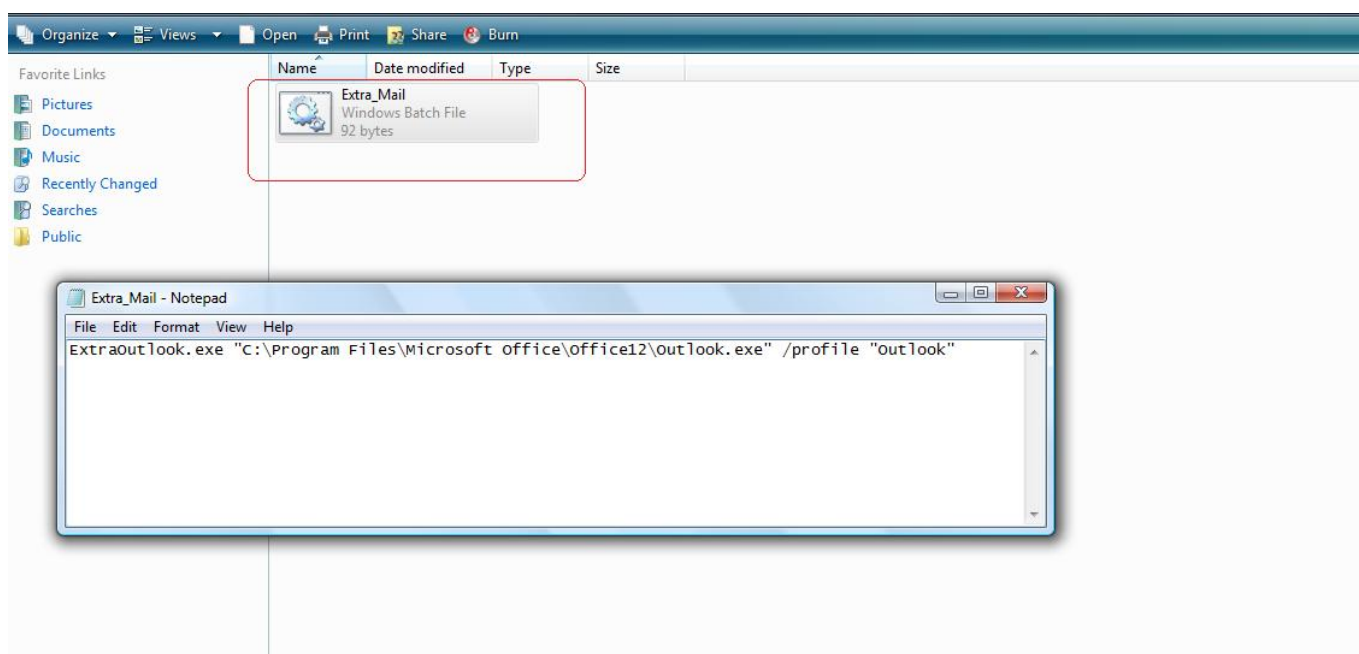 Organize Views Open Print Share Burn
Favorite Links
Name Date modified Type Size
Pictures
Documents
Music
Recently Changed
Searches
Public
Extra_Mail
Windows Batch File
92 bytes
Extra_Mail - Notepad
File Edit Format View Help
ExtraOutlook.exe "C:\Program Files\Microsoft Office\Office12\Outlook.exe" /profile "Outlook"